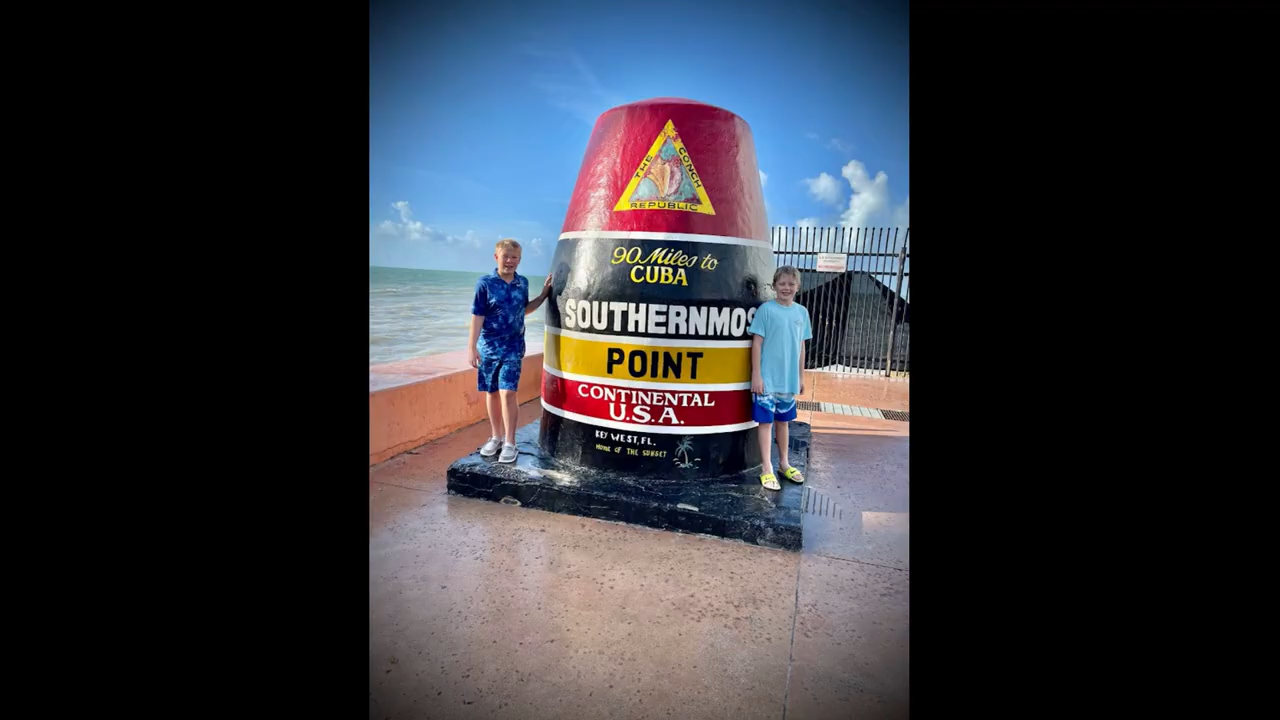 THE CONCH
REPUBLIC
90 Miles to
CUBA
SOUTHERNMOS
POINT
CONTINENTAL
U.S.A.
KEY WEST, FL.
HOME OF THE SUNSET